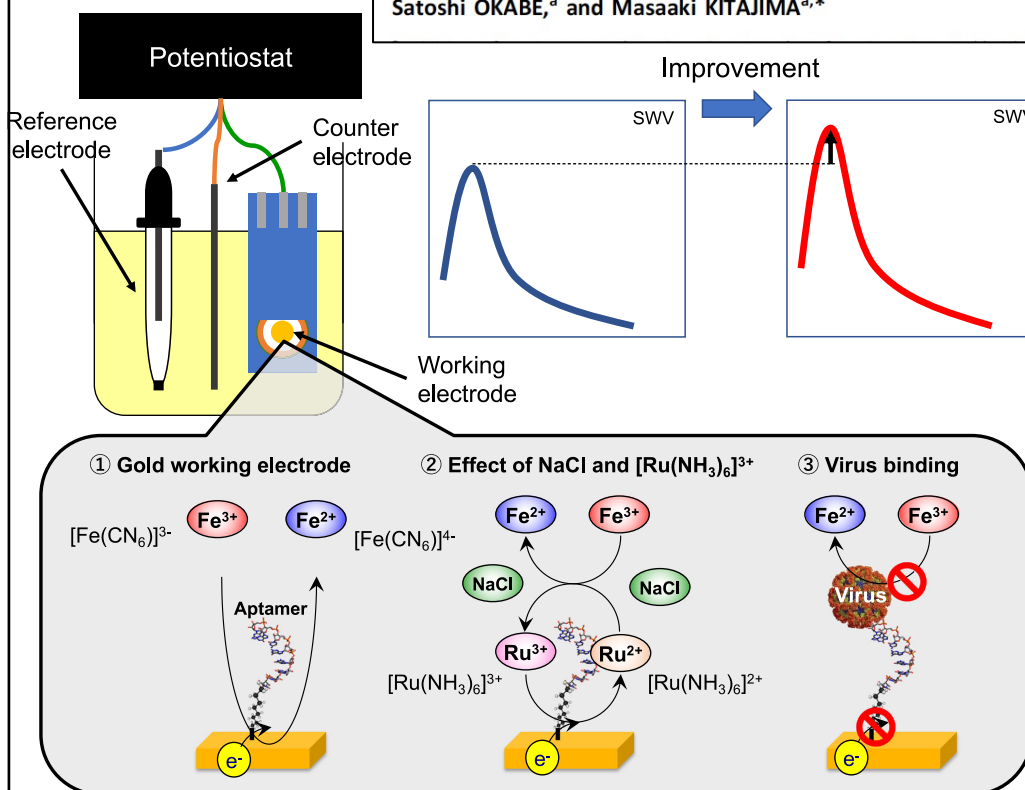 Satoshi OKABE,ᵃ and Masaaki KITAJIMAᵃ,*
Potentiostat
Improvement
Reference
electrode
Counter
electrode
SWV
SWV
Working
electrode
① Gold working electrode
② Effect of NaCl and [Ru(NH₃)₆]³⁺
③ Virus binding
Fe³⁺
Fe²⁺
[Fe(CN₆)]³⁻
[Fe(CN₆)]⁴⁻
Aptamer
e⁻
Fe²⁺
Fe³⁺
NaCl
NaCl
Ru³⁺
Ru²⁺
[Ru(NH₃)₆]³⁺
[Ru(NH₃)₆]²⁺
e⁻
Fe²⁺
Fe³⁺
Virus
e⁻